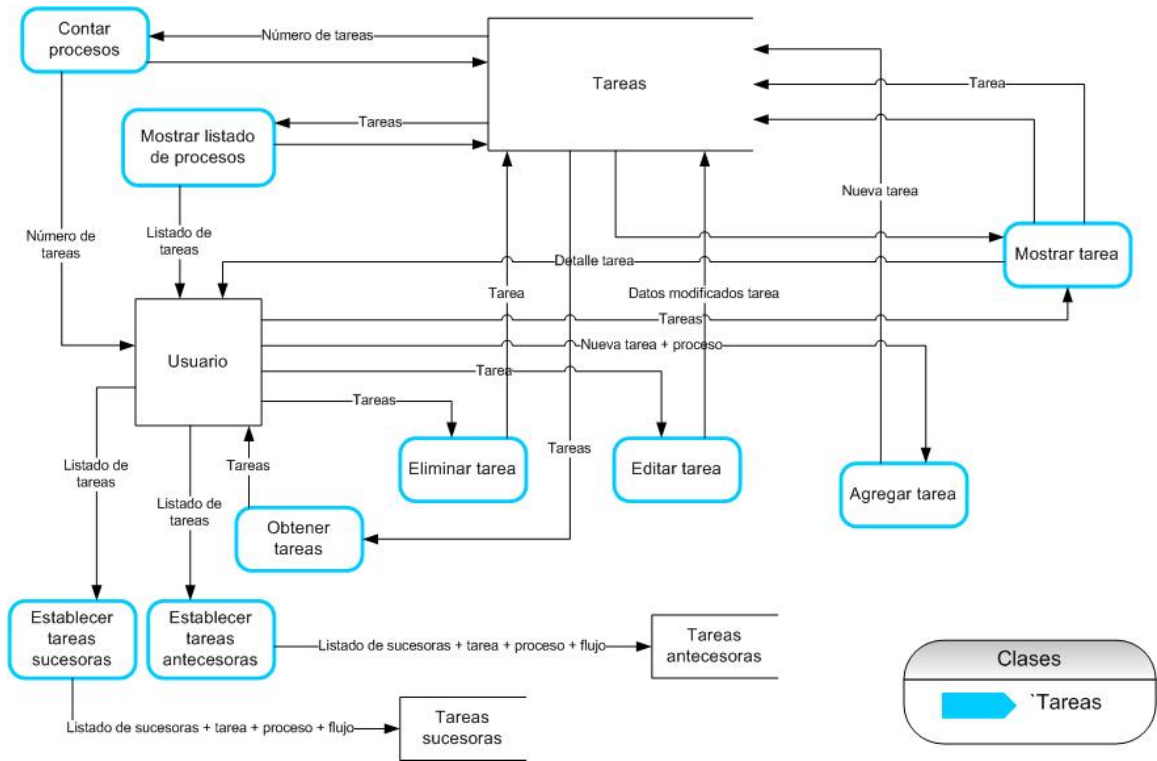 Contar
procesos
Número de tareas
Tareas
Tarea
Mostrar listado
de procesos
Tareas
Nueva tarea
Número de
tareas
Listado de
tareas
Mostrar tarea
Detalle tarea
Tarea
Datos modificados tarea
Tareas
Usuario
Nueva tarea + proceso
Tarea
Tareas
Listado de
tareas
Tareas
Eliminar tarea
Tareas
Editar tarea
Agregar tarea
Listado de
tareas
Obtener
tareas
Establecer
tareas
sucesoras
Establecer
tareas
antecesoras
Listado de sucesoras + tarea + proceso + flujo
Tareas
antecesoras
Clases
`Tareas
Listado de sucesoras + tarea + proceso + flujo
Tareas
sucesoras